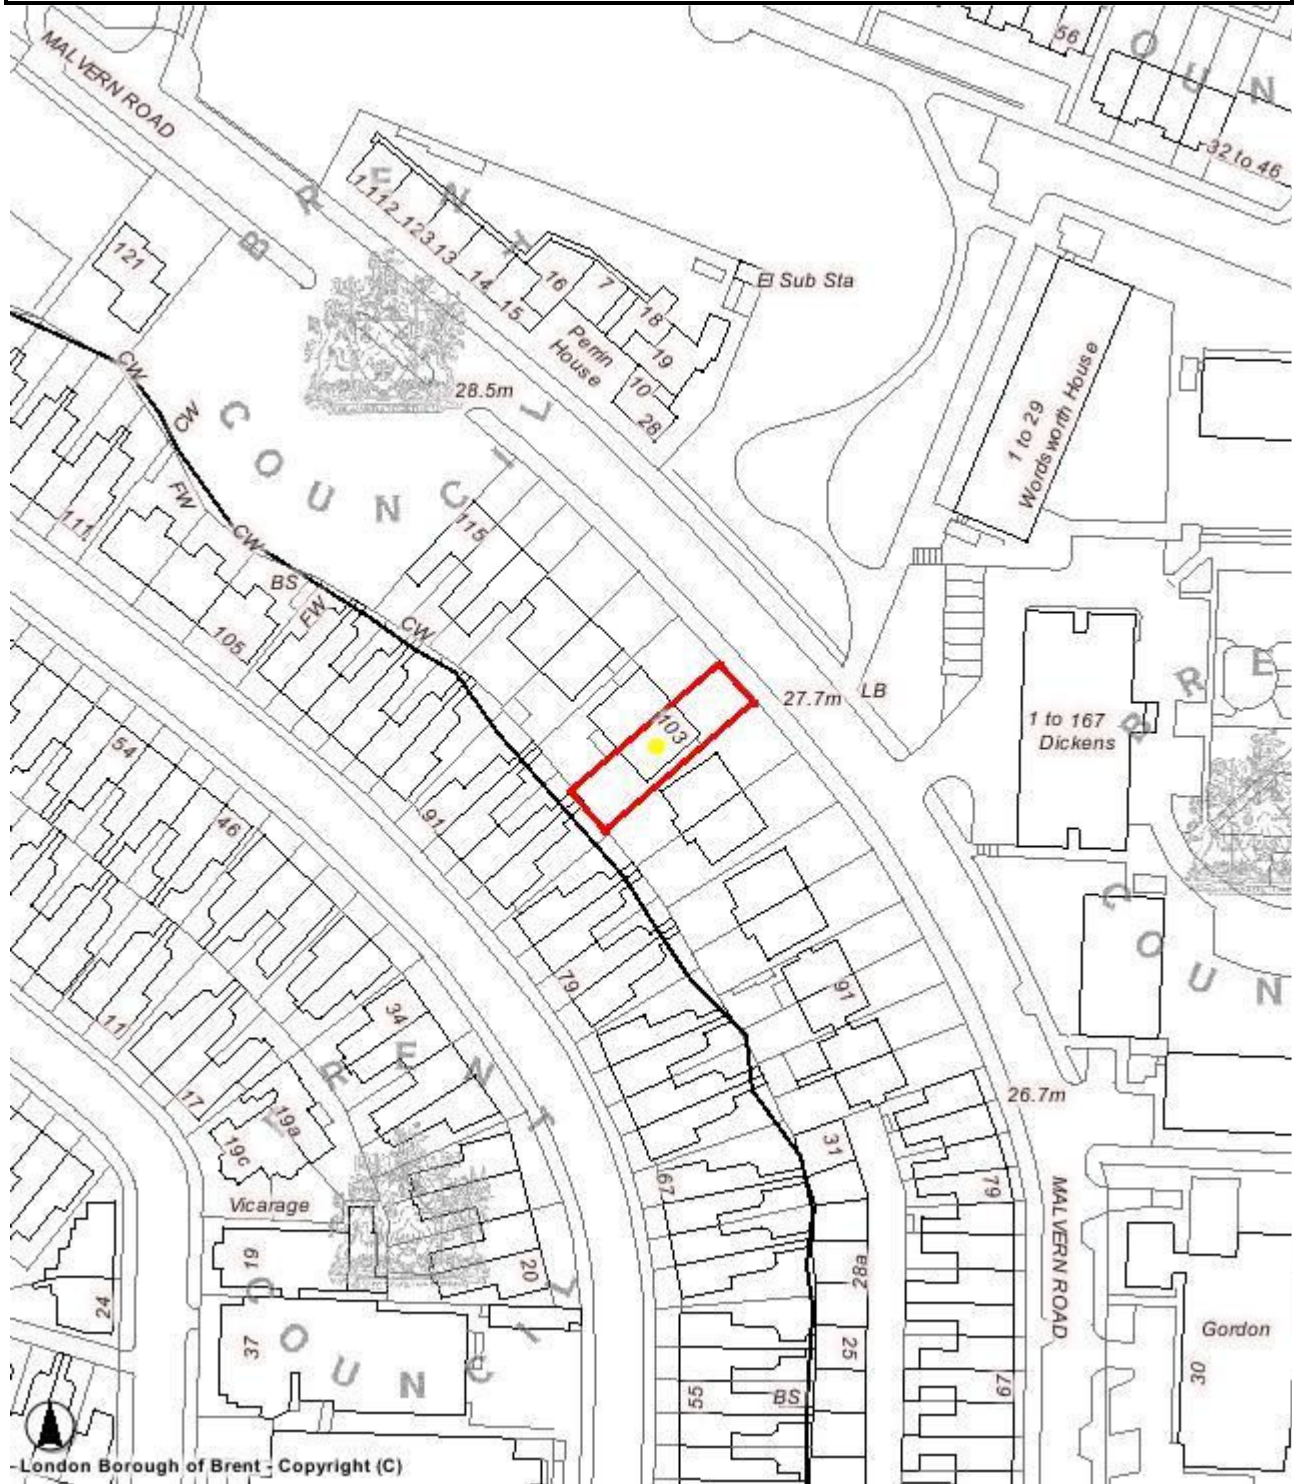 MALVERN ROAD
56
O U N
32 to 46
B R E N T
1.112.123.13
14
15
16
7
18
19
10
28
El Sub Sta
121
Perrin
House
28.5m
1 to 29
Wordsworth House
CW
CW
C O U N C I L
FW
111
115
CW
BS
FW
CW
105
103
27.7m
LB
R E
B
1 to 167
Dickens
54
46
91
C O U N
79
91
34
11
R E N T
17
19a
19c
26.7m
31
67
79
MALVERN ROAD
Vicarage
19
20
28a
24
37
C O U N C I L
25
Gordon
55
BS
67
30
London Borough of Brent - Copyright (C)